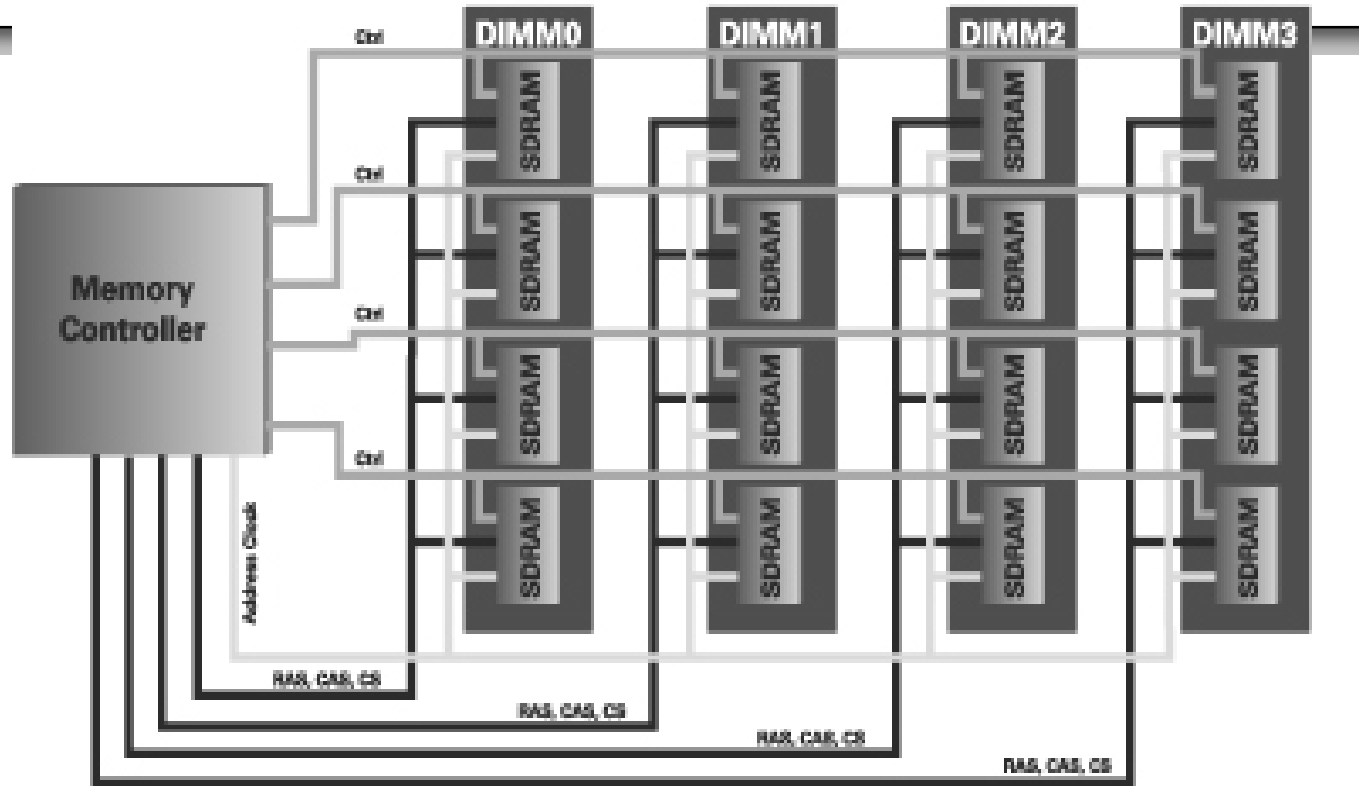 DIMM0
DIMM1
DIMM2
DIMM3
Ctrl
SDRAM
SDRAM
SDRAM
SDRAM
Ctrl
SDRAM
SDRAM
SDRAM
SDRAM
Memory
Controller
Ctrl
SDRAM
SDRAM
SDRAM
SDRAM
Ctrl
SDRAM
SDRAM
SDRAM
SDRAM
Address Clock
RAS, CAS, CS
RAS, CAS, CS
RAS, CAS, CS
RAS, CAS, CS